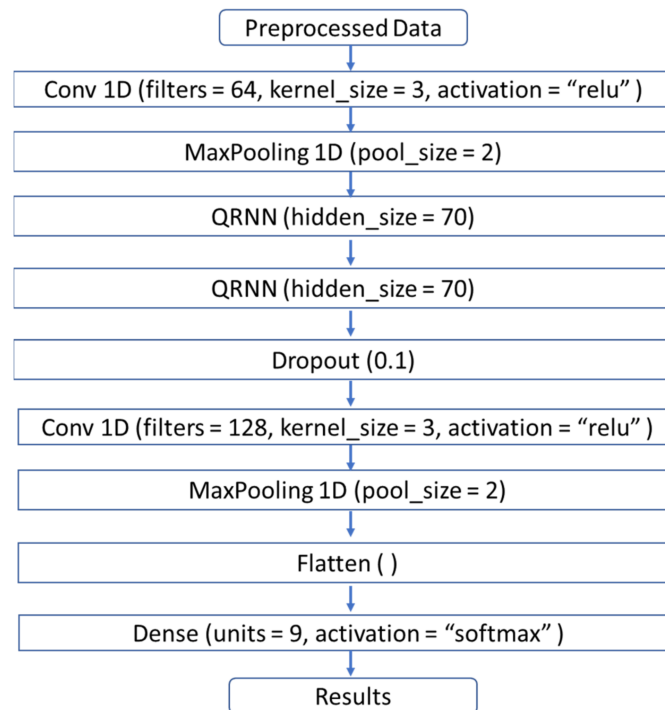 Preprocessed Data
Conv 1D (filters = 64, kernel_size = 3, activation = “relu” )
MaxPooling 1D (pool_size = 2)
QRNN (hidden_size = 70)
QRNN (hidden_size = 70)
Dropout (0.1)
Conv 1D (filters = 128, kernel_size = 3, activation = “relu” )
MaxPooling 1D (pool_size = 2)
Flatten ( )
Dense (units = 9, activation = “softmax” )
Results